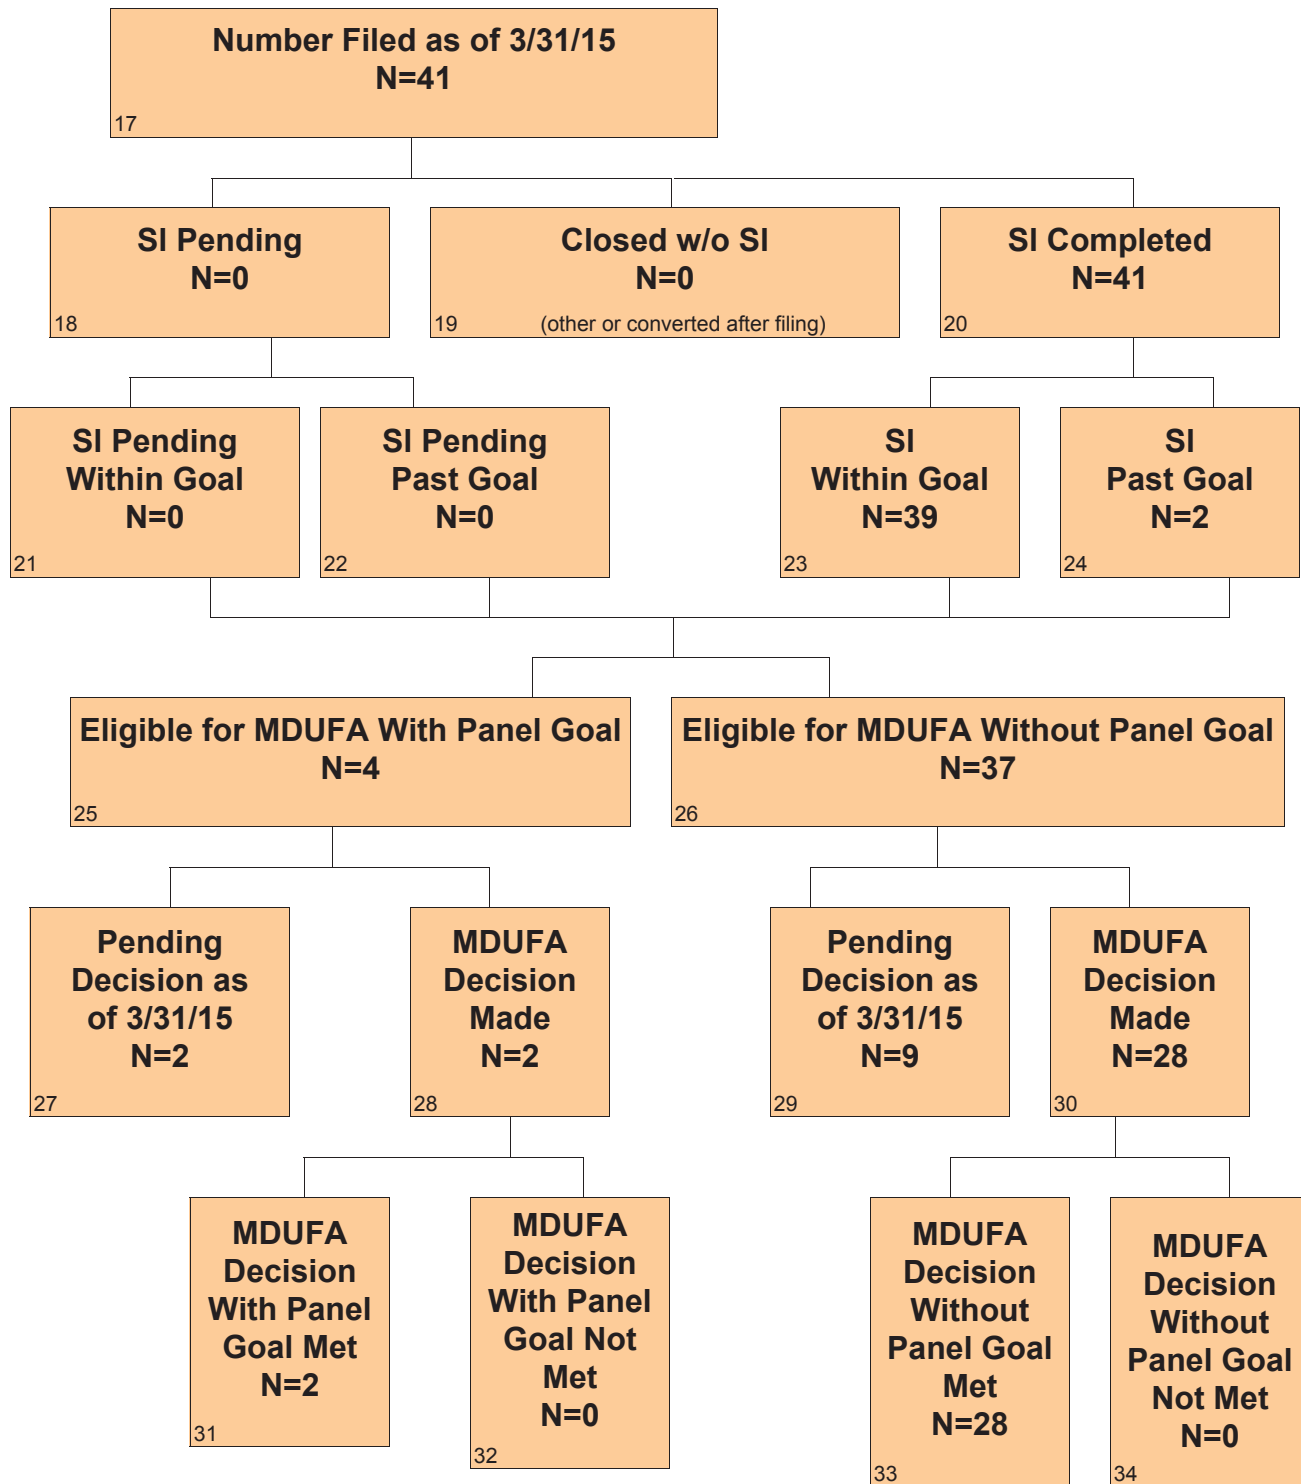 Number Filed as of 3/31/15
N=41
17
SI Pending
N=0
18
Closed w/o SI
N=0
19 (other or converted after filing)
SI Completed
N=41
20
SI Pending
Within Goal
N=0
21
SI Pending
Past Goal
N=0
22
SI
Within Goal
N=39
23
SI
Past Goal
N=2
24
Eligible for MDUFA With Panel Goal
N=4
25
Eligible for MDUFA Without Panel Goal
N=37
26
Pending
Decision as
of 3/31/15
N=2
27
MDUFA
Decision
Made
N=2
28
Pending
Decision as
of 3/31/15
N=9
29
MDUFA
Decision
Made
N=28
30
MDUFA
Decision
With Panel
Goal Met
N=2
31
MDUFA
Decision
With Panel
Goal Not
Met
N=0
32
MDUFA
Decision
Without
Panel Goal
Met
N=28
33
MDUFA
Decision
Without
Panel Goal
Not Met
N=0
34